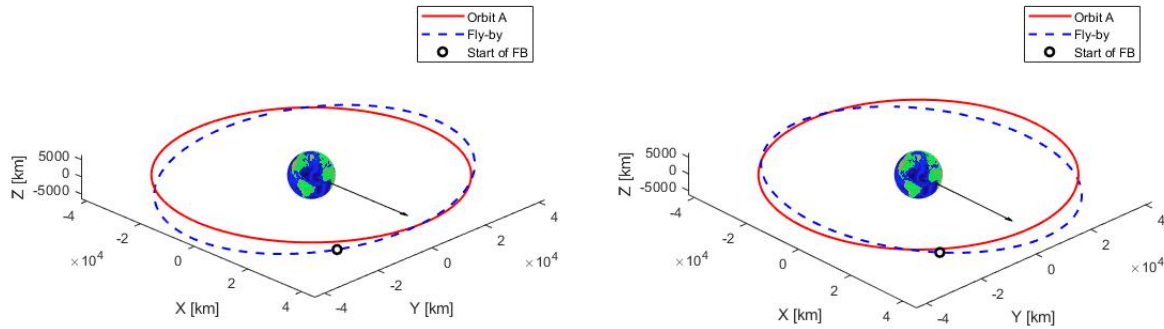 Orbit A
Fly-by
Start of FB
Z [km]
5000
0
-5000
-4
-2
0
2
4
× 10⁴
X [km]
-4
-2
0
2
4
× 10⁴
Y [km]
Orbit A
Fly-by
Start of FB
Z [km]
5000
0
-5000
-4
-2
0
2
4
× 10⁴
X [km]
-4
-2
0
2
4
× 10⁴
Y [km]